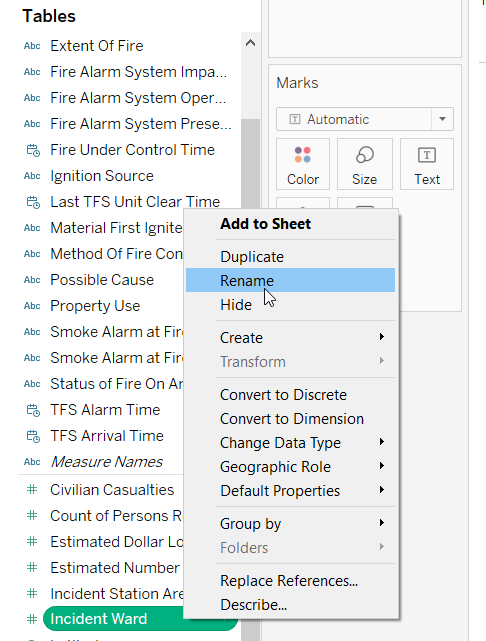 Tables
Abc Extent Of Fire
Abc Fire Alarm System Impa...
Abc Fire Alarm System Oper...
Abc Fire Alarm System Prese...
Fire Under Control Time
Abc Ignition Source
Last TFS Unit Clear Time
Abc Material First Ignite
Abc Method Of Fire Con
Abc Possible Cause
Abc Property Use
Abc Smoke Alarm at Fire
Abc Smoke Alarm at Fire
Abc Status of Fire On Ar
TFS Alarm Time
TFS Arrival Time
Abc Measure Names
# Civilian Casualties
# Count of Persons R
# Estimated Dollar Lo
# Estimated Number
# Incident Station Are
# Incident Ward
Marks
T Automatic
Color
Size
T
Text
Add to Sheet
Duplicate
Rename
Hide
Create
Transform
Convert to Discrete
Convert to Dimension
Change Data Type
Geographic Role
Default Properties
Group by
Folders
Replace References...
Describe...